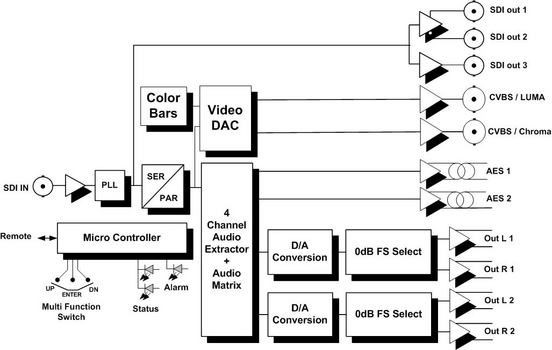 SDI out 1
SDI out 2
SDI out 3
Color
Bars
Video
DAC
CVBS / LUMA
CVBS / Chroma
SDI IN
PLL
SER
PAR
AES 1
AES 2
4
Channel
Audio
Extractor
+
Audio
Matrix
Remote
Micro Controller
UP
ENTER
DN
Multi Function
Switch
Alarm
Status
D/A
Conversion
0dB FS Select
Out L 1
Out R 1
D/A
Conversion
0dB FS Select
Out L 2
Out R 2